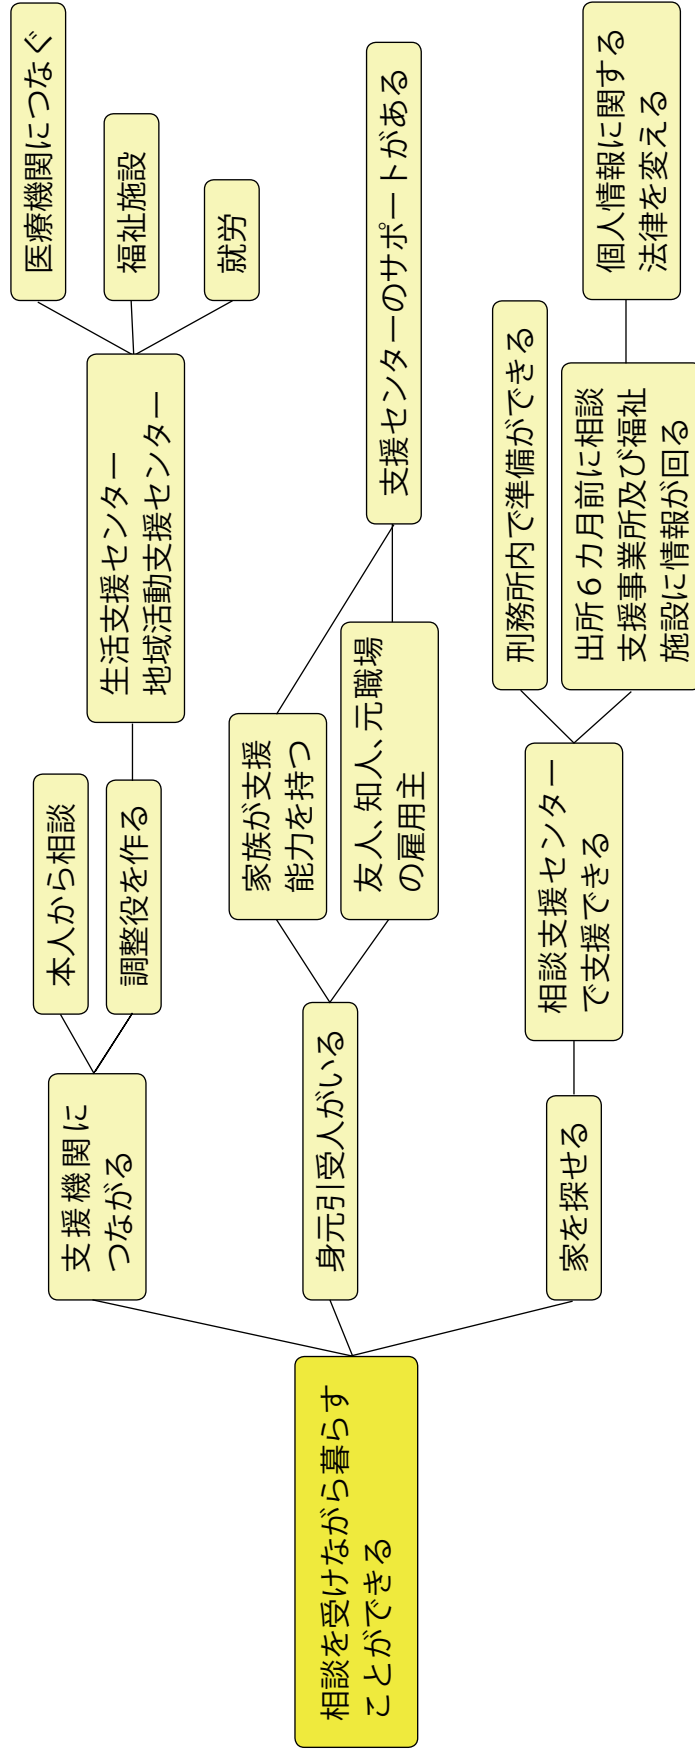 相談を受けながら暮らす
ことができる
支援機関に
つながる
本人から相談
調整役を作る
生活支援センター
地域活動支援センター
医療機関につなぐ
福祉施設
就労
身元引受人がいる
家族が支援
能力を持つ
友人、知人、元職場
の雇用主
支援センターのサポートがある
家を探せる
相談支援センター
で支援できる
刑務所内で準備ができる
出所６カ月前に相談
支援事業所及び福祉
施設に情報が回る
個人情報に関する
法律を変える